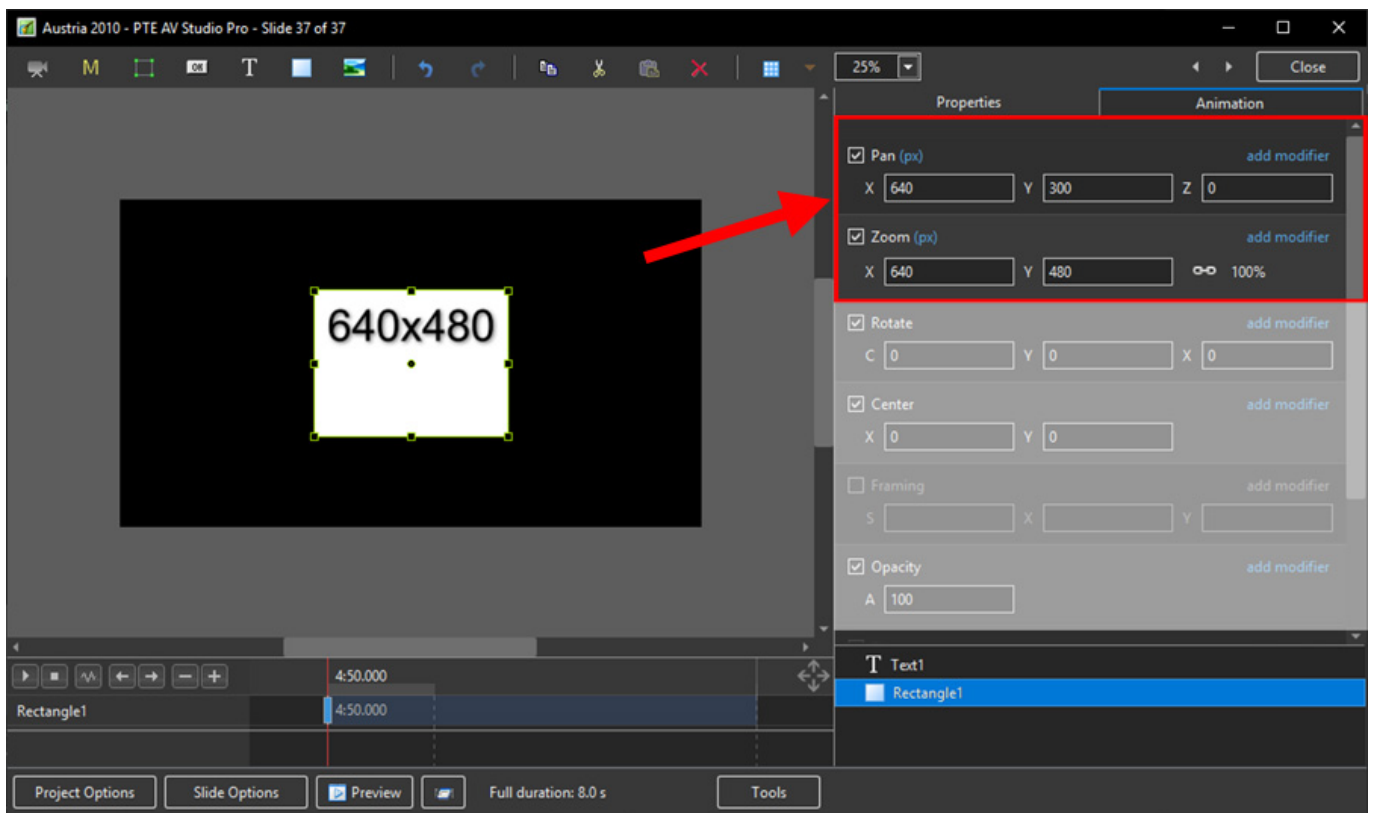 Austria 2010 - PTE AV Studio Pro - Slide 37 of 37
M OK T 25% Close
Properties Animation
Pan (px) add modifier
X 640 Y 300 Z 0
Zoom (px) add modifier
X 640 Y 480 100%
640x480
Rotate add modifier
C 0 Y 0 X 0
Center add modifier
X 0 Y 0
Framing add modifier
S X Y
Opacity add modifier
A 100
4:50.000
Rectangle1 4:50.000
T Text1
Rectangle1
Project Options Slide Options Preview Full duration: 8.0 s Tools